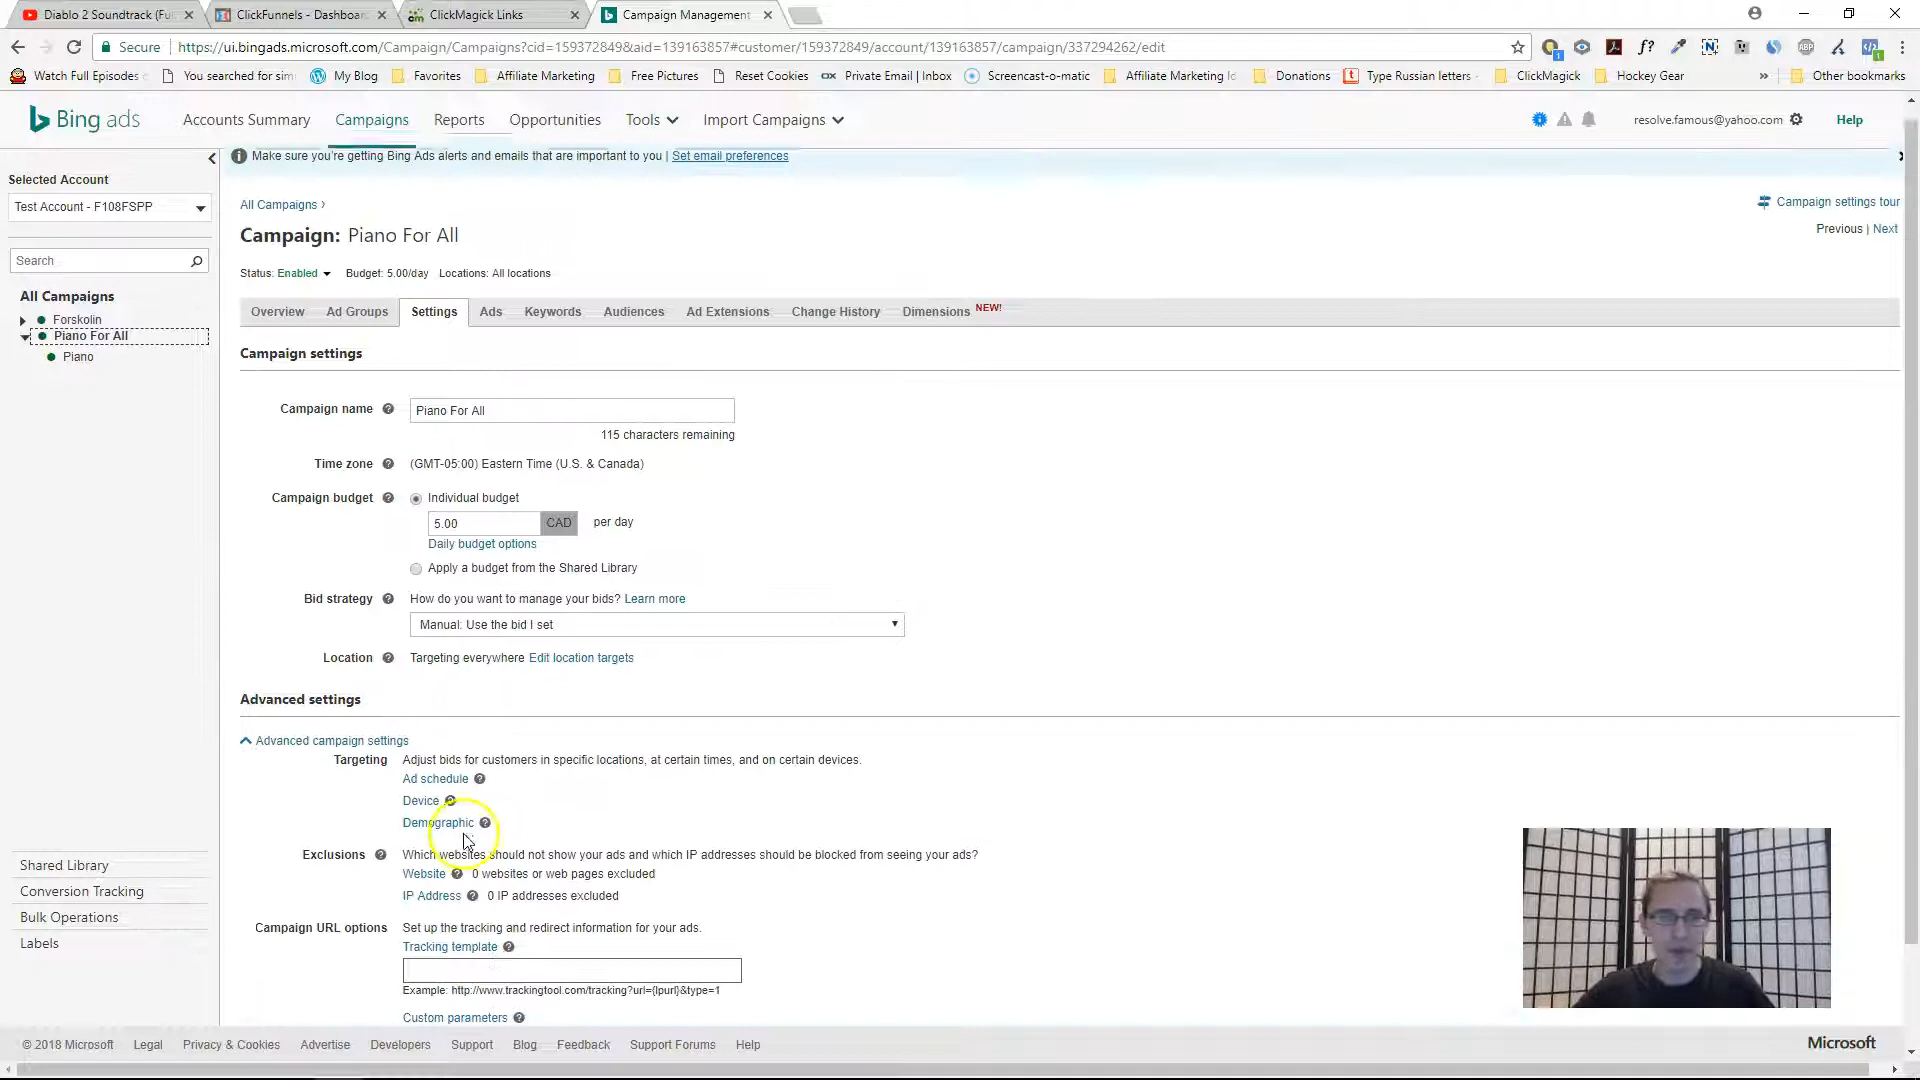 Diablo 2 Soundtrack (Fu
ClickFunnels - Dashboar
ClickMagick Links
Campaign Management
Secure
https://ui.bingads.microsoft.com/Campaign/Campaigns?cid=159372849&aid=139163857#customer/159372849/account/139163857/campaign/337294262/edit
Watch Full Episodes
You searched for sim
My Blog
Favorites
Affiliate Marketing
Free Pictures
Reset Cookies
Private Email | Inbox
Screencast-o-matic
Affiliate Marketing Id
Donations
Type Russian letters
ClickMagick
Hockey Gear
»
Other bookmarks
Bing ads
Accounts Summary
Campaigns
Reports
Opportunities
Tools
Import Campaigns
resolve.famous@yahoo.com
Help
Make sure you're getting Bing Ads alerts and emails that are important to you | Set email preferences
Selected Account
Test Account - F108FSPP
Search
All Campaigns
Forskolin
Piano For All
Piano
Shared Library
Conversion Tracking
Bulk Operations
Labels
All Campaigns ›
Campaign settings tour
Campaign: Piano For All
Previous | Next
Status: Enabled Budget: 5.00/day Locations: All locations
Overview Ad Groups Settings Ads Keywords Audiences Ad Extensions Change History Dimensions NEW!
Campaign settings
Campaign name
Piano For All
115 characters remaining
Time zone (GMT-05:00) Eastern Time (U.S. & Canada)
Campaign budget Individual budget
5.00 CAD per day
Daily budget options
Apply a budget from the Shared Library
Bid strategy How do you want to manage your bids? Learn more
Manual: Use the bid I set
Location Targeting everywhere Edit location targets
Advanced settings
Advanced campaign settings
Targeting Adjust bids for customers in specific locations, at certain times, and on certain devices.
Ad schedule
Device
Demographic
Exclusions Which websites should not show your ads and which IP addresses should be blocked from seeing your ads?
Website 0 websites or web pages excluded
IP Address 0 IP addresses excluded
Campaign URL options Set up the tracking and redirect information for your ads.
Tracking template
Example: http://www.trackingtool.com/tracking?url={lpurl}&type=1
Custom parameters
© 2018 Microsoft Legal Privacy & Cookies Advertise Developers Support Blog Feedback Support Forums Help
Microsoft